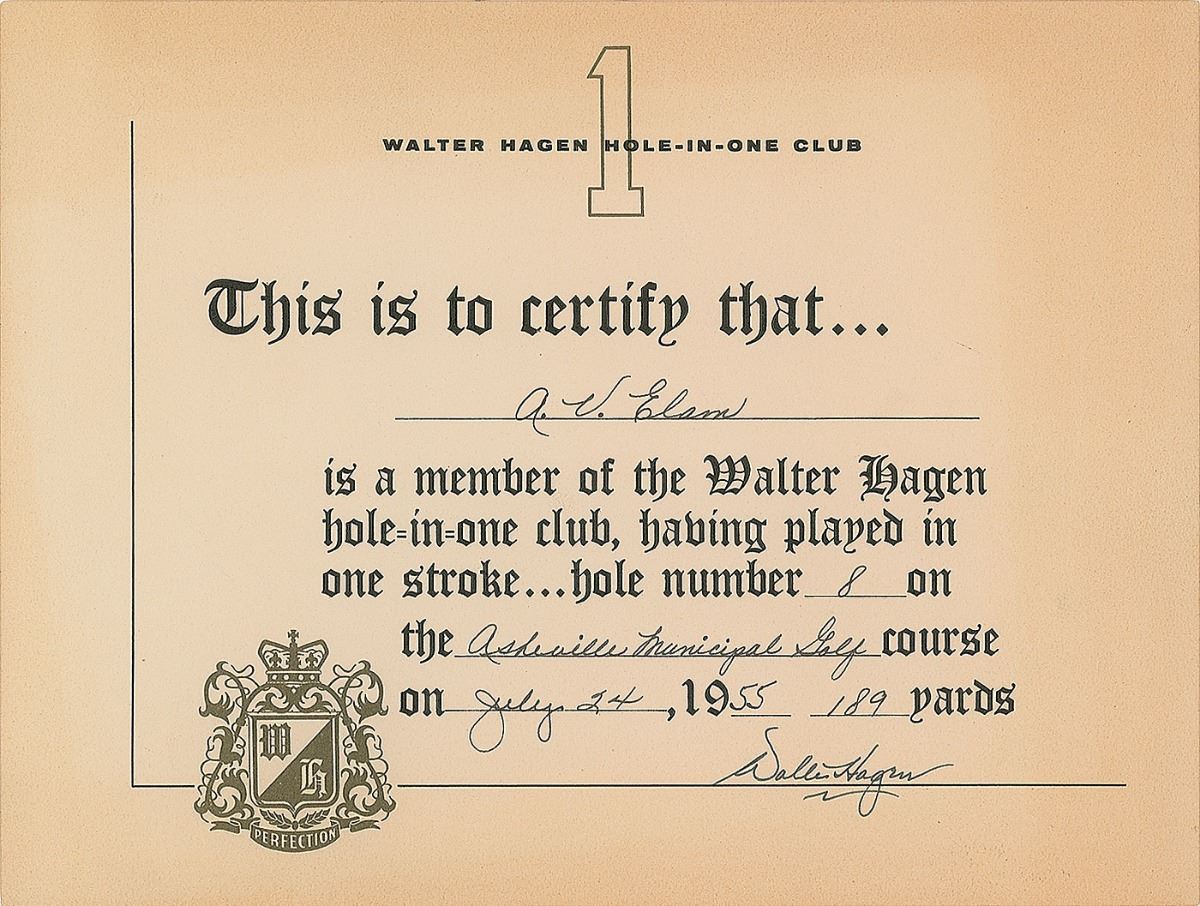 1
WALTER HAGEN HOLE-IN-ONE CLUB
This is to certify that...
A. V. Elam
is a member of the Walter Hagen
hole-in-one club, having played in
one stroke...hole number 8 on
the Asheville Municipal Golf course
on July 24, 1955 189 yards
Walter Hagen
W H
PERFECTION